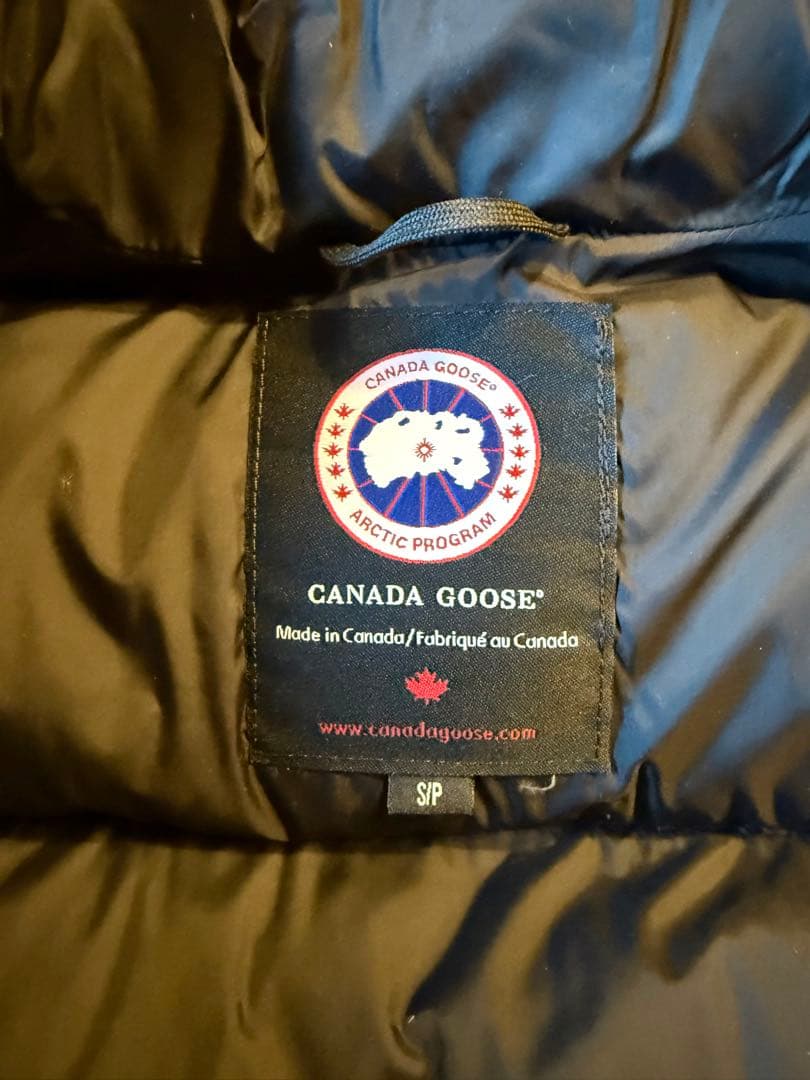 CANADA GOOSE®
ARCTIC PROGRAM
CANADA GOOSE®
Made in Canada/Fabriqué au Canada
www.canadagoose.com
S/P